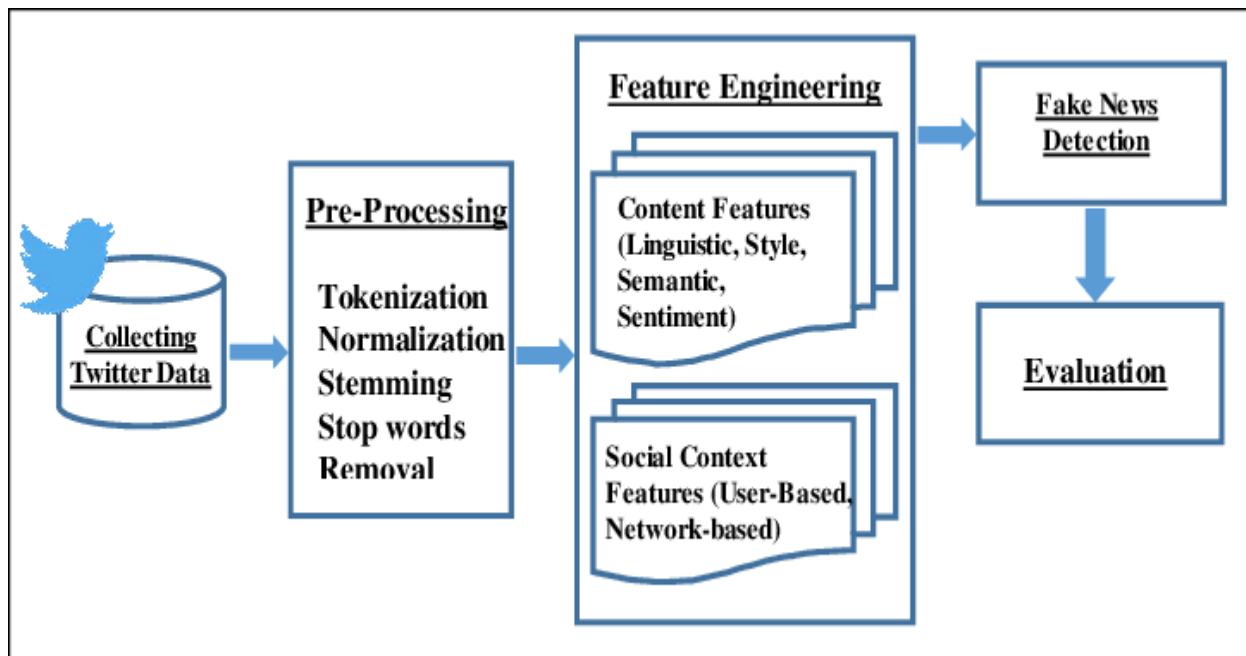 Collecting
Twitter Data
Pre-Processing
Tokenization
Normalization
Stemming
Stop words
Removal
Feature Engineering
Content Features
(Linguistic, Style,
Semantic,
Sentiment)
Social Context
Features (User-Based,
Network-based)
Fake News
Detection
Evaluation